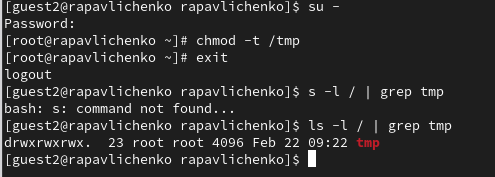 [guest2@rapavlichenko rapavlichenko]$ su -
Password:
[root@rapavlichenko ~]# chmod -t /tmp
[root@rapavlichenko ~]# exit
logout
[guest2@rapavlichenko rapavlichenko]$ s -l / | grep tmp
bash: s: command not found...
[guest2@rapavlichenko rapavlichenko]$ ls -l / | grep tmp
drwxrwxrwx.  23 root root 4096 Feb 22 09:22 tmp
[guest2@rapavlichenko rapavlichenko]$